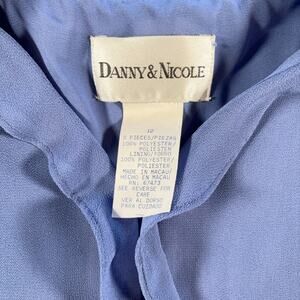 DANNY & NICOLE
12
2 PIECES/PIEZAS
100% POLYESTER/
POLIESTER
LINING/FORRO
100% POLYESTER/
POLIESTER
MADE IN MACAU
HECHO EN MACAU
RN: 67473
SEE REVERSE FOR
CARE
VER AL DORSO
PARA CUIDADO